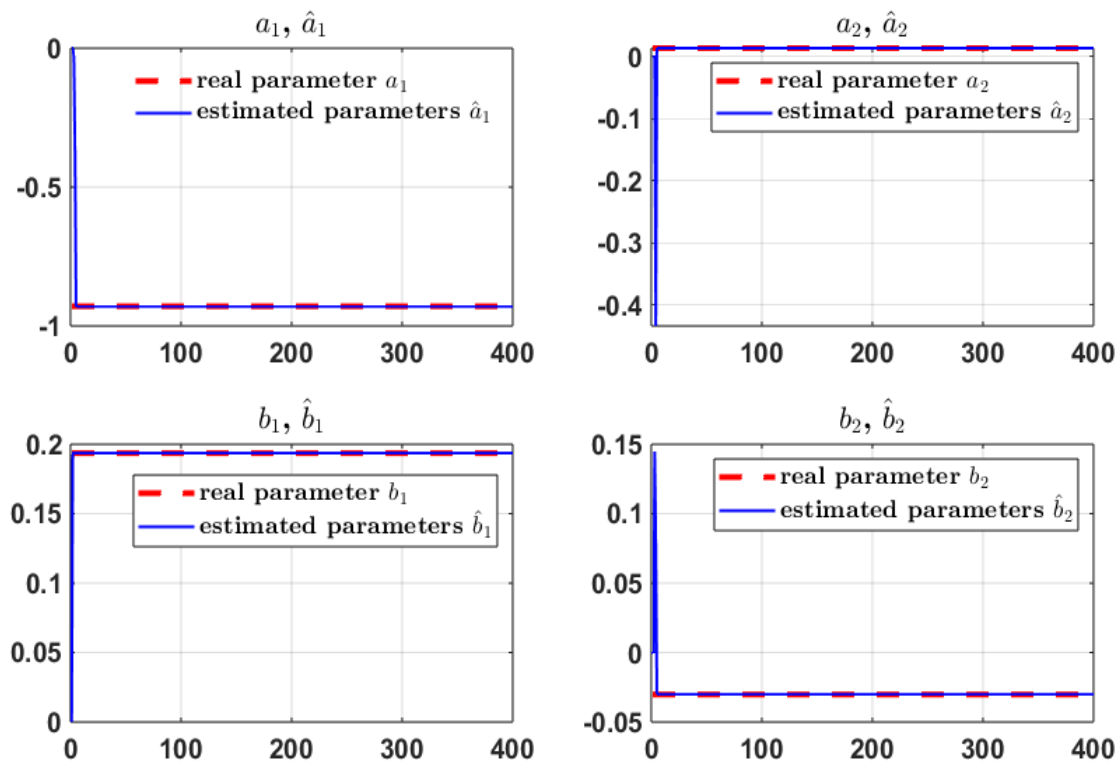 a₁, â₁
0
-0.5
-1
real parameter a₁
estimated parameters â₁
0 100 200 300 400
a₂, â₂
0
-0.1
-0.2
-0.3
-0.4
real parameter a₂
estimated parameters â₂
0 100 200 300 400
b₁, b̂₁
0.2
0.15
0.1
0.05
0
real parameter b₁
estimated parameters b̂₁
0 100 200 300 400
b₂, b̂₂
0.15
0.1
0.05
0
-0.05
real parameter b₂
estimated parameters b̂₂
0 100 200 300 400